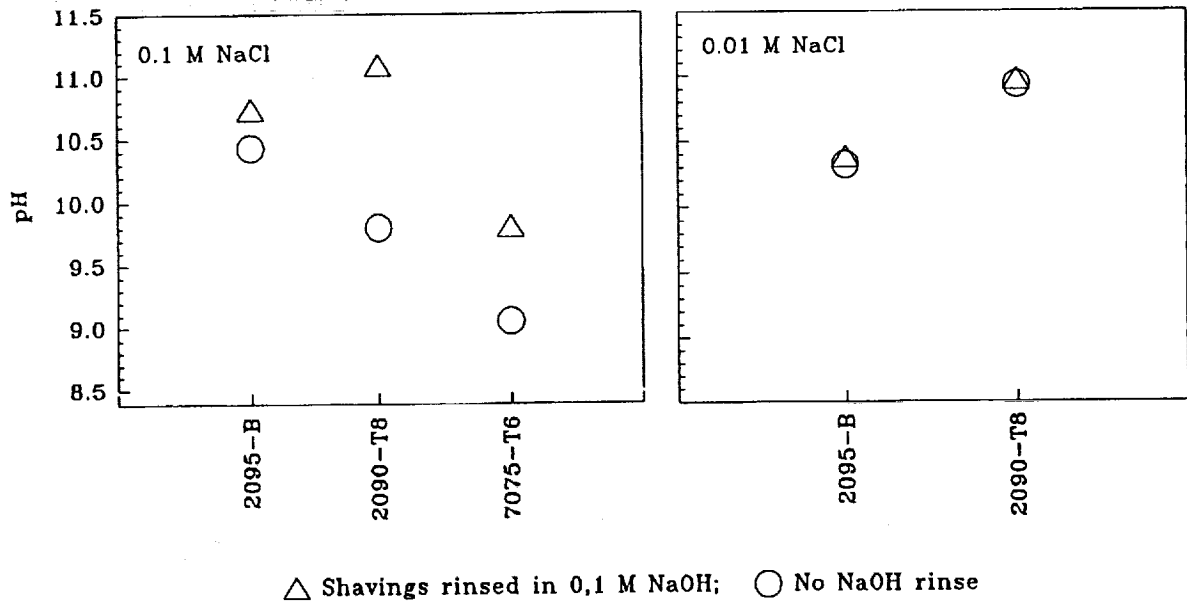 0.1 M NaCl
0.01 M NaCl
pH
11.5
11.0
10.5
10.0
9.5
9.0
8.5
2095-B
2090-T8
7075-T6
2095-B
2090-T8
Shavings rinsed in 0,1 M NaOH;
No NaOH rinse